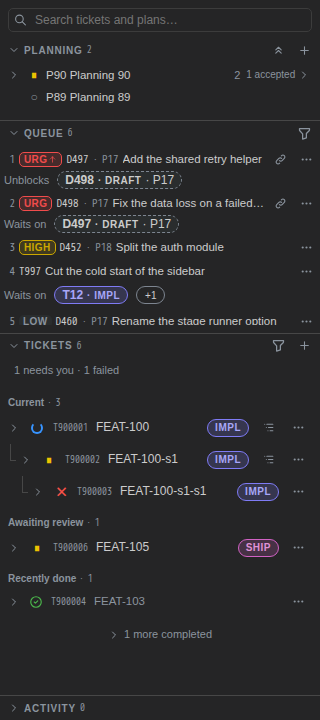 Search tickets and plans…
PLANNING 2
P90 Planning 90 2 1 accepted
P89 Planning 89
QUEUE 6
1 URG↑ D497 · P17 Add the shared retry helper
Unblocks D498 · DRAFT · P17
2 URG D498 · P17 Fix the data loss on a failed…
Waits on D497 · DRAFT · P17
3 HIGH D452 · P18 Split the auth module
4 T997 Cut the cold start of the sidebar
Waits on T12 · IMPL +1
5 LOW D460 · P17 Rename the stage runner option
TICKETS 6
1 needs you · 1 failed
Current · 3
T900001 FEAT-100 IMPL
T900002 FEAT-100-s1 IMPL
T900003 FEAT-100-s1-s1 IMPL
Awaiting review · 1
T900006 FEAT-105 SHIP
Recently done · 1
T900004 FEAT-103
1 more completed
ACTIVITY 0